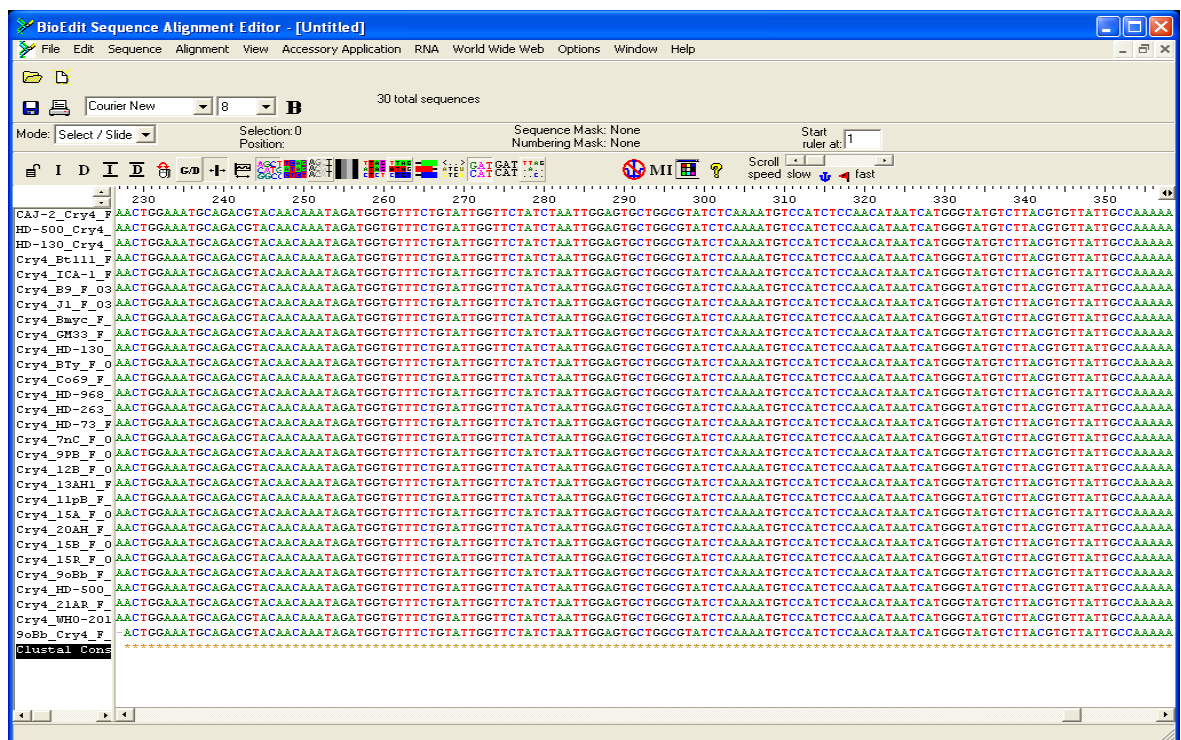 BioEdit Sequence Alignment Editor - [Untitled]
File Edit Sequence Alignment View Accessory Application RNA World Wide Web Options Window Help
Courier New 8 B 30 total sequences
Mode: Select / Slide Selection: 0 Position: Sequence Mask: None Numbering Mask: None Start ruler at: 1
I D I D G/D MI Scroll speed slow fast
230 240 250 260 270 280 290 300 310 320 330 340 350
CAJ-2_Cry4_F AACTGGAAATGCAGACGTACAACAAATAGATGGTGTTTCTGTATTGGTTCTATCTAATTGGAGTGCTGGCGTATCTCAAAATGTCCATCTCCAACATAATCATGGGTATGTCTTACGTGTTATTGCCAAAAA
HD-500_Cry4_ AACTGGAAATGCAGACGTACAACAAATAGATGGTGTTTCTGTATTGGTTCTATCTAATTGGAGTGCTGGCGTATCTCAAAATGTCCATCTCCAACATAATCATGGGTATGTCTTACGTGTTATTGCCAAAAA
HD-130_Cry4_ AACTGGAAATGCAGACGTACAACAAATAGATGGTGTTTCTGTATTGGTTCTATCTAATTGGAGTGCTGGCGTATCTCAAAATGTCCATCTCCAACATAATCATGGGTATGTCTTACGTGTTATTGCCAAAAA
Cry4_Bt111_F AACTGGAAATGCAGACGTACAACAAATAGATGGTGTTTCTGTATTGGTTCTATCTAATTGGAGTGCTGGCGTATCTCAAAATGTCCATCTCCAACATAATCATGGGTATGTCTTACGTGTTATTGCCAAAAA
Cry4_ICA-1_F AACTGGAAATGCAGACGTACAACAAATAGATGGTGTTTCTGTATTGGTTCTATCTAATTGGAGTGCTGGCGTATCTCAAAATGTCCATCTCCAACATAATCATGGGTATGTCTTACGTGTTATTGCCAAAAA
Cry4_B9_F_03 AACTGGAAATGCAGACGTACAACAAATAGATGGTGTTTCTGTATTGGTTCTATCTAATTGGAGTGCTGGCGTATCTCAAAATGTCCATCTCCAACATAATCATGGGTATGTCTTACGTGTTATTGCCAAAAA
Cry4_J1_F_03 AACTGGAAATGCAGACGTACAACAAATAGATGGTGTTTCTGTATTGGTTCTATCTAATTGGAGTGCTGGCGTATCTCAAAATGTCCATCTCCAACATAATCATGGGTATGTCTTACGTGTTATTGCCAAAAA
Cry4_Bmyc_F_ AACTGGAAATGCAGACGTACAACAAATAGATGGTGTTTCTGTATTGGTTCTATCTAATTGGAGTGCTGGCGTATCTCAAAATGTCCATCTCCAACATAATCATGGGTATGTCTTACGTGTTATTGCCAAAAA
Cry4_GM33_F_ AACTGGAAATGCAGACGTACAACAAATAGATGGTGTTTCTGTATTGGTTCTATCTAATTGGAGTGCTGGCGTATCTCAAAATGTCCATCTCCAACATAATCATGGGTATGTCTTACGTGTTATTGCCAAAAA
Cry4_HD-130_ AACTGGAAATGCAGACGTACAACAAATAGATGGTGTTTCTGTATTGGTTCTATCTAATTGGAGTGCTGGCGTATCTCAAAATGTCCATCTCCAACATAATCATGGGTATGTCTTACGTGTTATTGCCAAAAA
Cry4_BTy_F_0 AACTGGAAATGCAGACGTACAACAAATAGATGGTGTTTCTGTATTGGTTCTATCTAATTGGAGTGCTGGCGTATCTCAAAATGTCCATCTCCAACATAATCATGGGTATGTCTTACGTGTTATTGCCAAAAA
Cry4_Co69_F_ AACTGGAAATGCAGACGTACAACAAATAGATGGTGTTTCTGTATTGGTTCTATCTAATTGGAGTGCTGGCGTATCTCAAAATGTCCATCTCCAACATAATCATGGGTATGTCTTACGTGTTATTGCCAAAAA
Cry4_HD-968_ AACTGGAAATGCAGACGTACAACAAATAGATGGTGTTTCTGTATTGGTTCTATCTAATTGGAGTGCTGGCGTATCTCAAAATGTCCATCTCCAACATAATCATGGGTATGTCTTACGTGTTATTGCCAAAAA
Cry4_HD-263_ AACTGGAAATGCAGACGTACAACAAATAGATGGTGTTTCTGTATTGGTTCTATCTAATTGGAGTGCTGGCGTATCTCAAAATGTCCATCTCCAACATAATCATGGGTATGTCTTACGTGTTATTGCCAAAAA
Cry4_HD-73_F AACTGGAAATGCAGACGTACAACAAATAGATGGTGTTTCTGTATTGGTTCTATCTAATTGGAGTGCTGGCGTATCTCAAAATGTCCATCTCCAACATAATCATGGGTATGTCTTACGTGTTATTGCCAAAAA
Cry4_7nC_F_0 AACTGGAAATGCAGACGTACAACAAATAGATGGTGTTTCTGTATTGGTTCTATCTAATTGGAGTGCTGGCGTATCTCAAAATGTCCATCTCCAACATAATCATGGGTATGTCTTACGTGTTATTGCCAAAAA
Cry4_9PB_F_0 AACTGGAAATGCAGACGTACAACAAATAGATGGTGTTTCTGTATTGGTTCTATCTAATTGGAGTGCTGGCGTATCTCAAAATGTCCATCTCCAACATAATCATGGGTATGTCTTACGTGTTATTGCCAAAAA
Cry4_12B_F_0 AACTGGAAATGCAGACGTACAACAAATAGATGGTGTTTCTGTATTGGTTCTATCTAATTGGAGTGCTGGCGTATCTCAAAATGTCCATCTCCAACATAATCATGGGTATGTCTTACGTGTTATTGCCAAAAA
Cry4_13AH1_F AACTGGAAATGCAGACGTACAACAAATAGATGGTGTTTCTGTATTGGTTCTATCTAATTGGAGTGCTGGCGTATCTCAAAATGTCCATCTCCAACATAATCATGGGTATGTCTTACGTGTTATTGCCAAAAA
Cry4_11pB_F_ AACTGGAAATGCAGACGTACAACAAATAGATGGTGTTTCTGTATTGGTTCTATCTAATTGGAGTGCTGGCGTATCTCAAAATGTCCATCTCCAACATAATCATGGGTATGTCTTACGTGTTATTGCCAAAAA
Cry4_15A_F_0 AACTGGAAATGCAGACGTACAACAAATAGATGGTGTTTCTGTATTGGTTCTATCTAATTGGAGTGCTGGCGTATCTCAAAATGTCCATCTCCAACATAATCATGGGTATGTCTTACGTGTTATTGCCAAAAA
Cry4_20AH_F_ AACTGGAAATGCAGACGTACAACAAATAGATGGTGTTTCTGTATTGGTTCTATCTAATTGGAGTGCTGGCGTATCTCAAAATGTCCATCTCCAACATAATCATGGGTATGTCTTACGTGTTATTGCCAAAAA
Cry4_15B_F_0 AACTGGAAATGCAGACGTACAACAAATAGATGGTGTTTCTGTATTGGTTCTATCTAATTGGAGTGCTGGCGTATCTCAAAATGTCCATCTCCAACATAATCATGGGTATGTCTTACGTGTTATTGCCAAAAA
Cry4_15R_F_0 AACTGGAAATGCAGACGTACAACAAATAGATGGTGTTTCTGTATTGGTTCTATCTAATTGGAGTGCTGGCGTATCTCAAAATGTCCATCTCCAACATAATCATGGGTATGTCTTACGTGTTATTGCCAAAAA
Cry4_9oBb_F_ AACTGGAAATGCAGACGTACAACAAATAGATGGTGTTTCTGTATTGGTTCTATCTAATTGGAGTGCTGGCGTATCTCAAAATGTCCATCTCCAACATAATCATGGGTATGTCTTACGTGTTATTGCCAAAAA
Cry4_HD-500_ AACTGGAAATGCAGACGTACAACAAATAGATGGTGTTTCTGTATTGGTTCTATCTAATTGGAGTGCTGGCGTATCTCAAAATGTCCATCTCCAACATAATCATGGGTATGTCTTACGTGTTATTGCCAAAAA
Cry4_21AR_F_ AACTGGAAATGCAGACGTACAACAAATAGATGGTGTTTCTGTATTGGTTCTATCTAATTGGAGTGCTGGCGTATCTCAAAATGTCCATCTCCAACATAATCATGGGTATGTCTTACGTGTTATTGCCAAAAA
Cry4_WHO-201 AACTGGAAATGCAGACGTACAACAAATAGATGGTGTTTCTGTATTGGTTCTATCTAATTGGAGTGCTGGCGTATCTCAAAATGTCCATCTCCAACATAATCATGGGTATGTCTTACGTGTTATTGCCAAAAA
9oBb_Cry4_F_ -ACTGGAAATGCAGACGTACAACAAATAGATGGTGTTTCTGTATTGGTTCTATCTAATTGGAGTGCTGGCGTATCTCAAAATGTCCATCTCCAACATAATCATGGGTATGTCTTACGTGTTATTGCCAAAAA
Clustal Cons